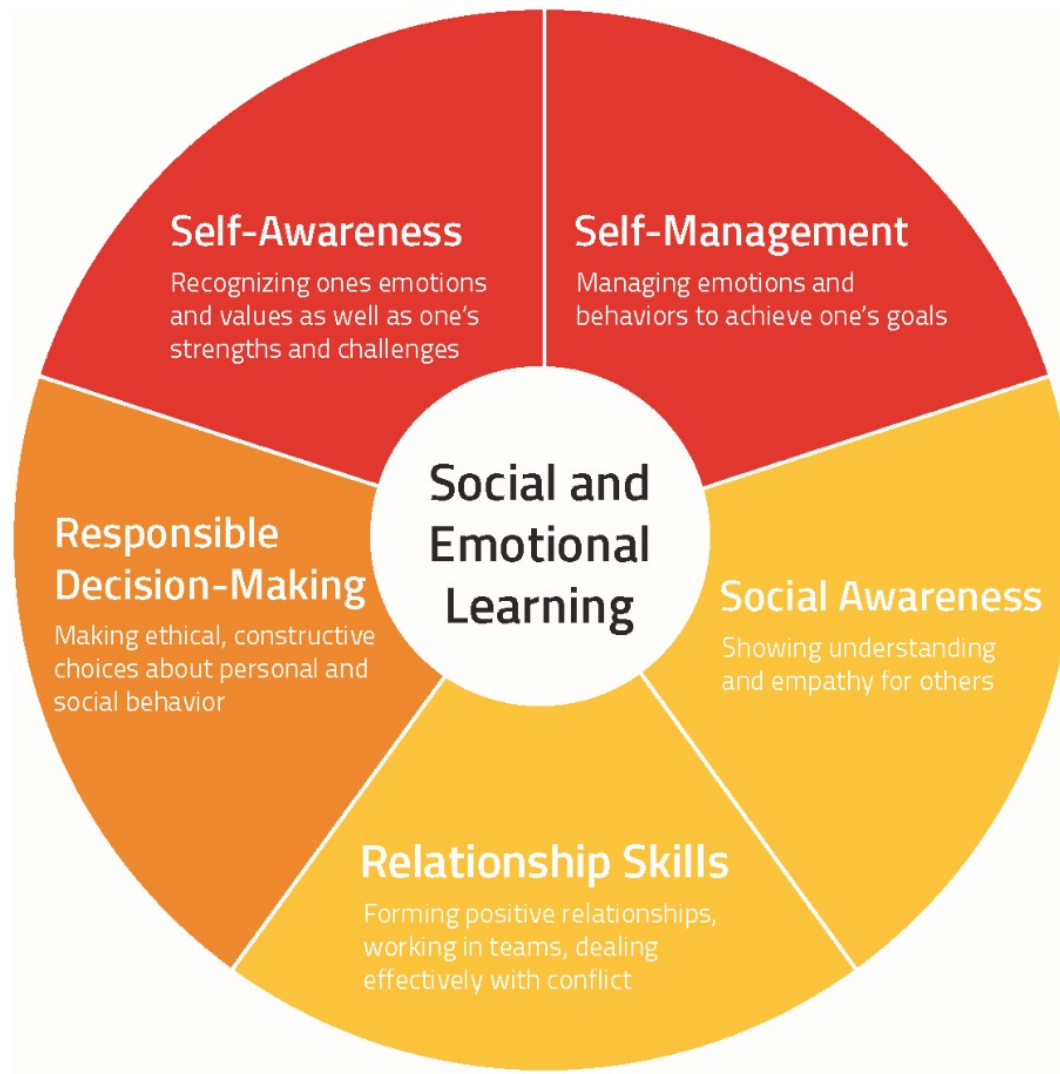 Self-Awareness
Recognizing ones emotions
and values as well as one's
strengths and challenges
Self-Management
Managing emotions and
behaviors to achieve one's goals
Social and
Emotional
Learning
Responsible
Decision-Making
Making ethical, constructive
choices about personal and
social behavior
Social Awareness
Showing understanding
and empathy for others
Relationship Skills
Forming positive relationships,
working in teams, dealing
effectively with conflict